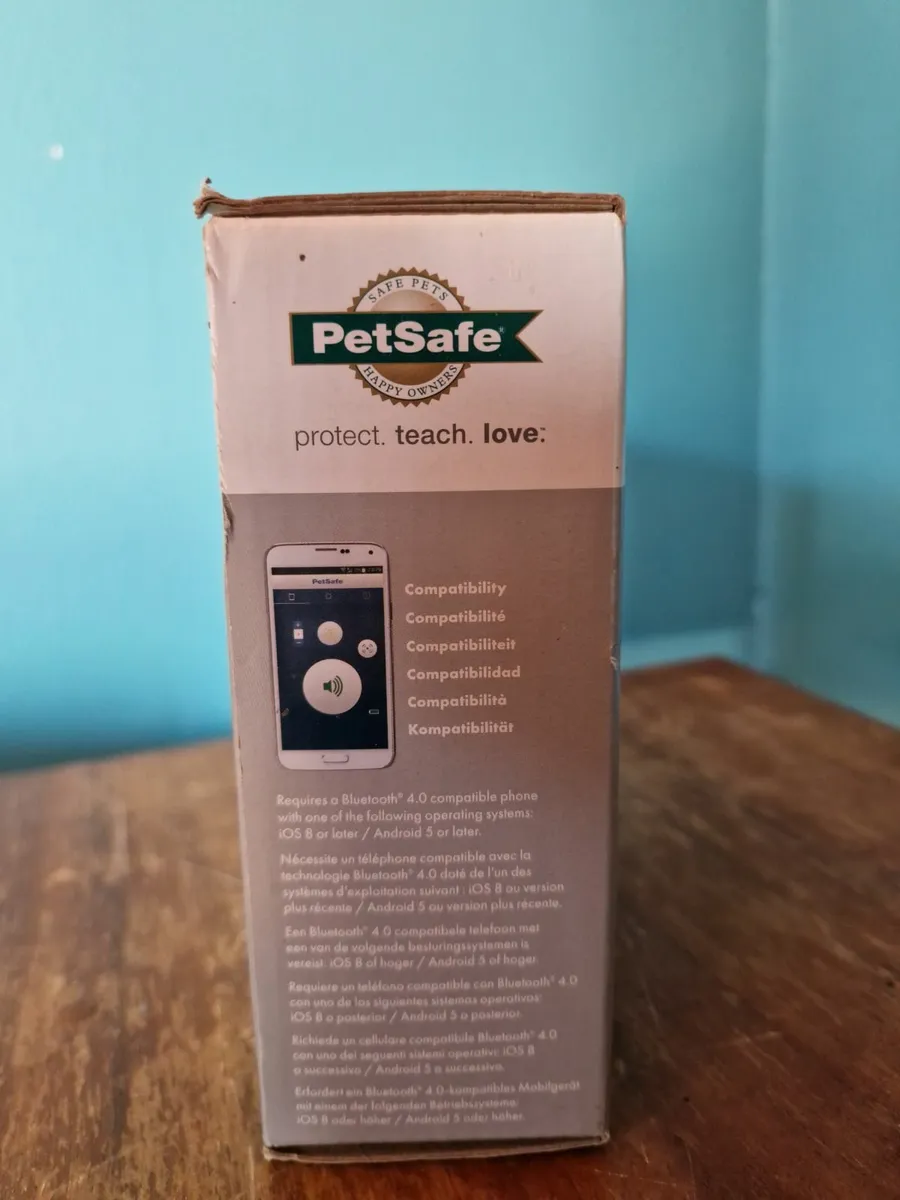 SAFE PETS
PetSafe®
HAPPY OWNERS
protect. teach. love.™
PetSafe
Compatibility
Compatibilité
Compatibiliteit
Compatibilidad
Compatibilità
Kompatibilität
Requires a Bluetooth® 4.0 compatible phone
with one of the following operating systems:
iOS 8 or later / Android 5 or later.
Nécessite un téléphone compatible avec la
technologie Bluetooth® 4.0 doté de l'un des
systèmes d'exploitation suivant : iOS 8 ou version
plus récente / Android 5 ou version plus récente.
Een Bluetooth® 4.0 compatibele telefoon met
een van de volgende besturingssystemen is
vereist: iOS 8 of hoger / Android 5 of hoger.
Requiere un teléfono compatible con Bluetooth® 4.0
con uno de los siguientes sistemas operativos:
iOS 8 o posterior / Android 5 o posterior.
Richiede un cellulare compatibile Bluetooth® 4.0
con uno dei seguenti sistemi operativi: iOS 8
o successivo / Android 5 o successivo.
Erfordert ein Bluetooth® 4.0-kompatibles Mobilgerät
mit einem der folgenden Betriebssysteme:
iOS 8 oder höher / Android 5 oder höher.